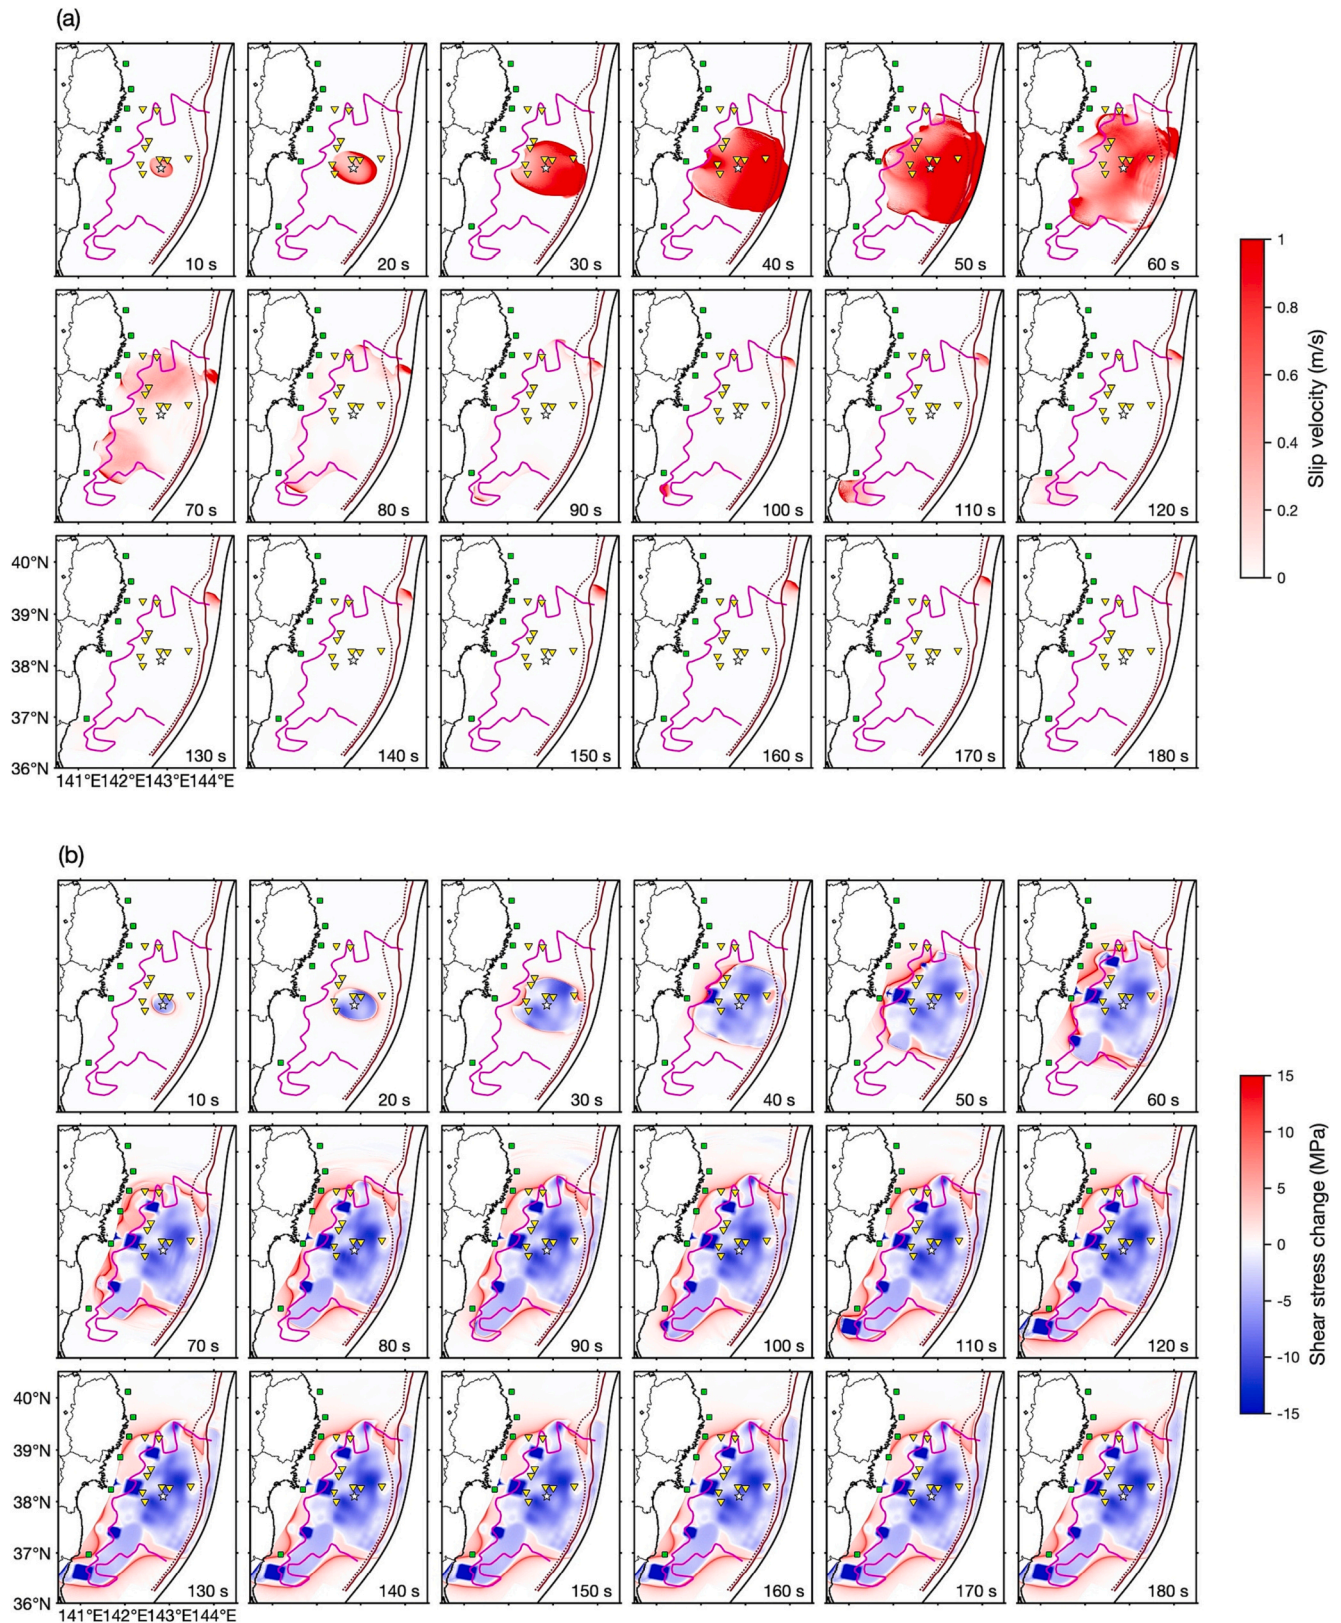 (a)
10 s
20 s
30 s
40 s
50 s
60 s
1
0.8
0.6
0.4
0.2
0
Slip velocity (m/s)
70 s
80 s
90 s
100 s
110 s
120 s
40°N
39°N
38°N
37°N
36°N
130 s
140 s
150 s
160 s
170 s
180 s
141°E142°E143°E144°E
(b)
10 s
20 s
30 s
40 s
50 s
60 s
15
10
5
0
-5
-10
-15
Shear stress change (MPa)
70 s
80 s
90 s
100 s
110 s
120 s
40°N
39°N
38°N
37°N
36°N
130 s
140 s
150 s
160 s
170 s
180 s
141°E142°E143°E144°E